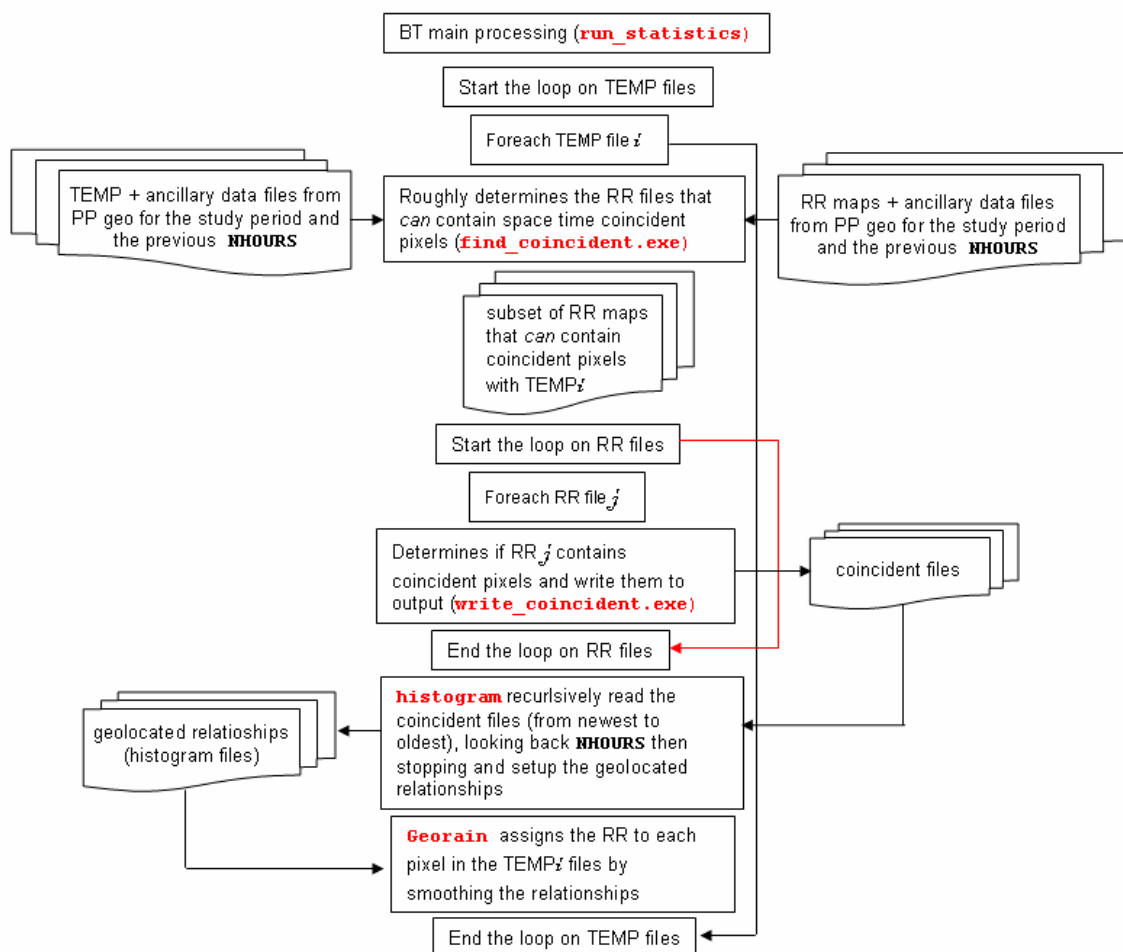 BT main processing (run_statistics)
Start the loop on TEMP files
Foreach TEMP file i
TEMP + ancillary data files from
PP geo for the study period and
the previous NHOURS
Roughly determines the RR files that
can contain space time coincident
pixels (find_coincident.exe)
RR maps + ancillary data files
from PP geo for the study period
and the previous NHOURS
subset of RR maps
that can contain
coincident pixels
with TEMPi
Start the loop on RR files
Foreach RR file j
Determines if RR j contains
coincident pixels and write them to
output (write_coincident.exe)
coincident files
End the loop on RR files
histogram recurlsively read the
coincident files (from newest to
oldest), looking back NHOURS then
stopping and setup the geolocated
relationships
geolocated relatioships
(histogram files)
Georain assigns the RR to each
pixel in the TEMPi files by
smoothing the relationships
End the loop on TEMP files